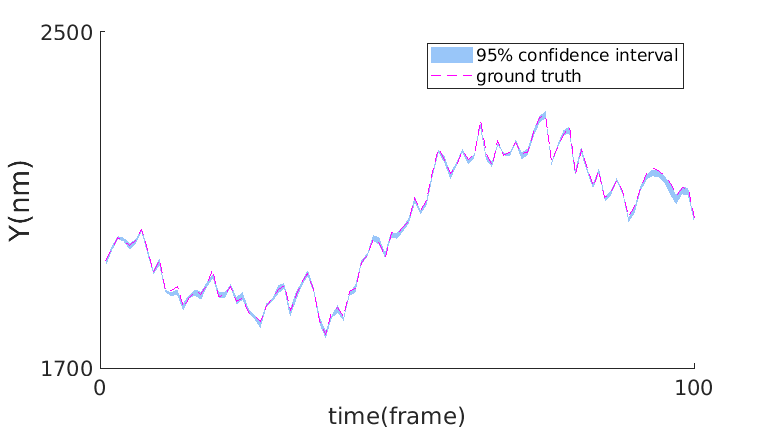 2500
95% confidence interval
ground truth
Y(nm)
1700
0
100
time(frame)